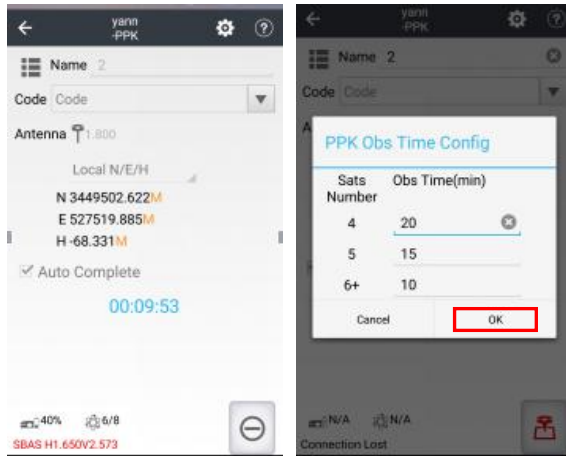 yann
-PPK
Name 2
Code Code
Antenna 1.800
Local N/E/H
N 3449502.622M
E 527519.885M
H -68.331M
Auto Complete
00:09:53
40% 6/8
SBAS H1.650V2.573
yann
-PPK
Name 2
Code Code
A
PPK Obs Time Config
Sats Number Obs Time(min)
4 20
5 15
6+ 10
Cancel OK
N/A N/A
Connection Lost